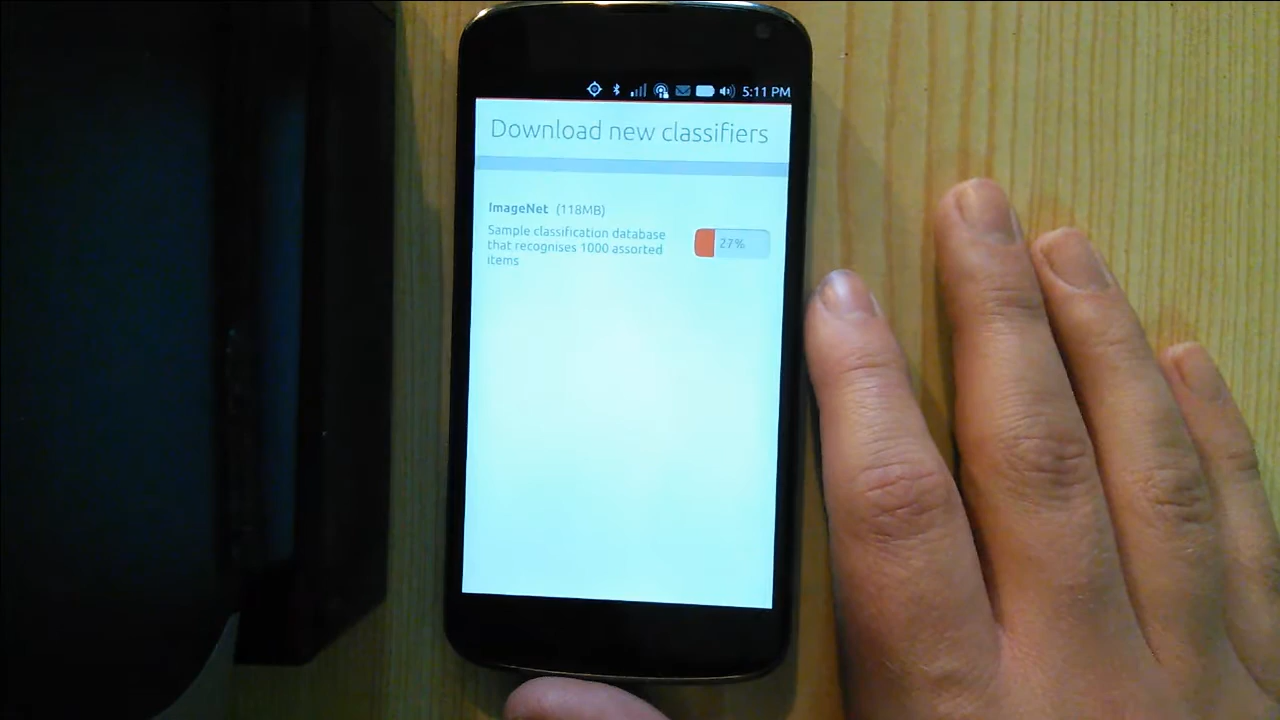 5:11 PM
Download new classifiers
ImageNet (118MB)
Sample classification database
that recognises 1000 assorted
items
27%